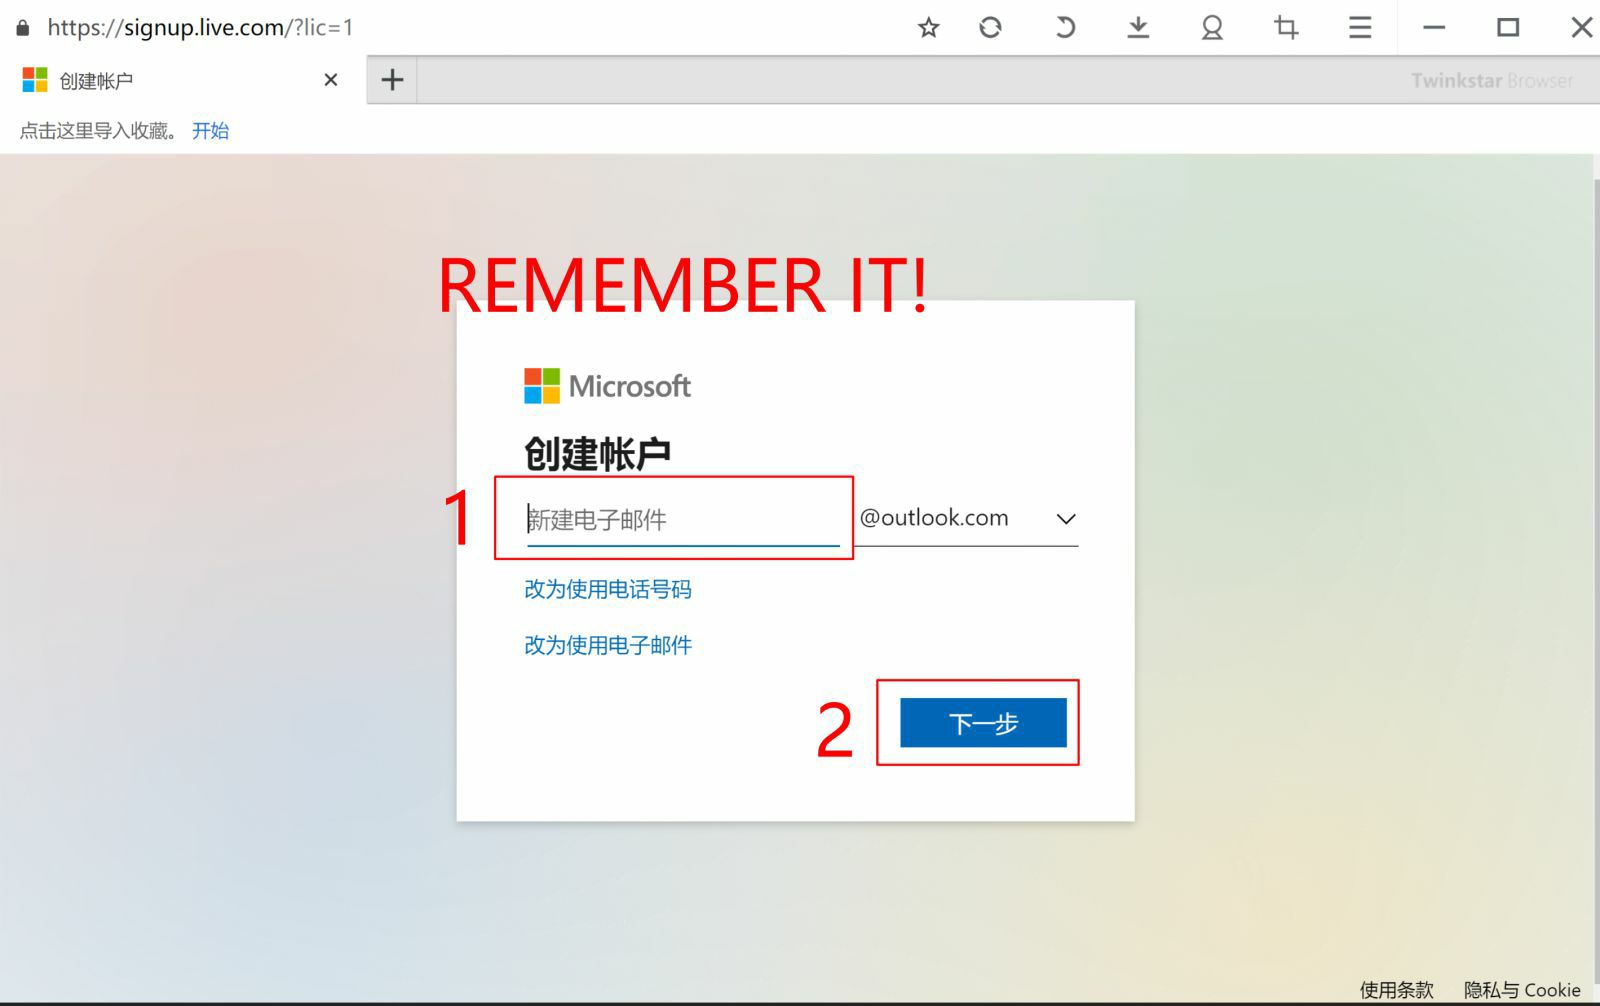 https://signup.live.com/?lic=1
创建帐户
Twinkstar Browser
点击这里导入收藏。 开始
REMEMBER IT!
Microsoft
创建帐户
1
新建电子邮件
@outlook.com
改为使用电话号码
改为使用电子邮件
2
下一步
使用条款 隐私与 Cookie